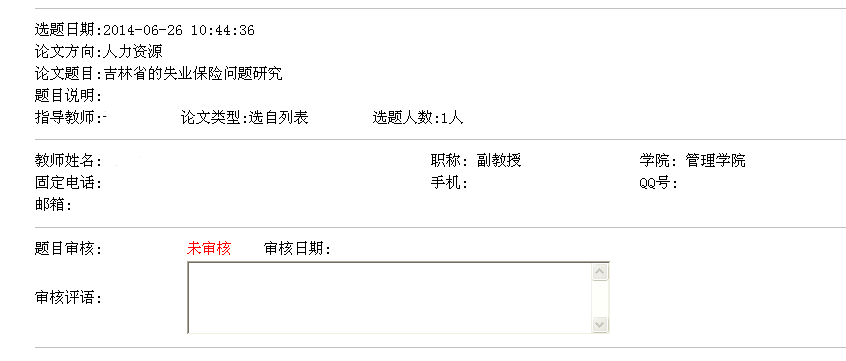 选题日期:2014-06-26 10:44:36
论文方向:人力资源
论文题目:吉林省的失业保险问题研究
题目说明:
指导教师:- 论文类型:选自列表 选题人数:1人
教师姓名: 职称: 副教授 学院: 管理学院
固定电话: 手机: QQ号:
邮箱:
题目审核: 未审核 审核日期:
审核评语: